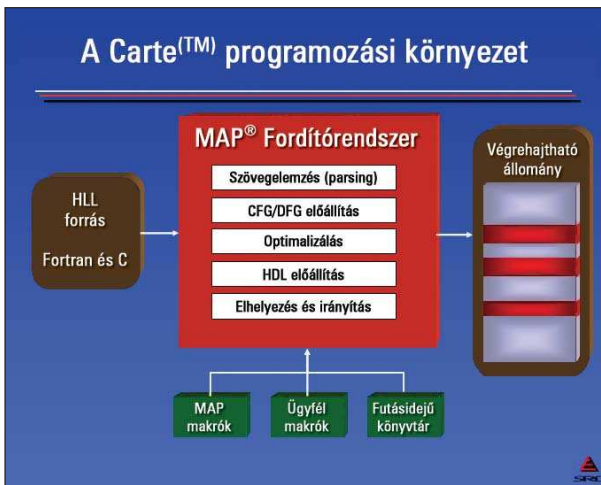 A Carte(TM) programozási környezet
HLL
forrás
Fortran és C
MAP® Fordítórendszer
Szövegelemzés (parsing)
CFG/DFG előállítás
Optimalizálás
HDL előállítás
Elhelyezés és irányítás
Végrehajtható
állomány
MAP
makrók
Ügyfél
makrók
Futásidejű
könyvtár
SRC